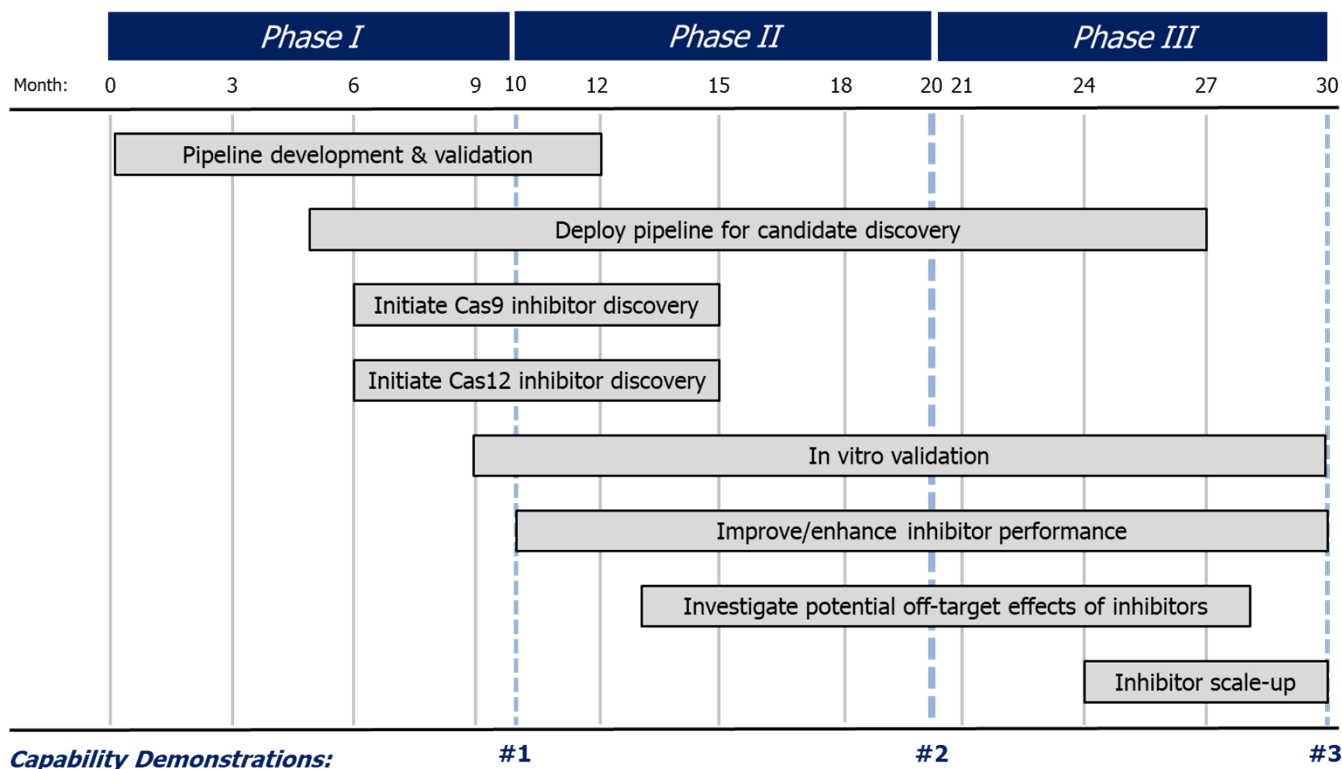 Phase I Phase II Phase III
Month: 0 3 6 9 10 12 15 18 20 21 24 27 30
Pipeline development & validation
Deploy pipeline for candidate discovery
Initiate Cas9 inhibitor discovery
Initiate Cas12 inhibitor discovery
In vitro validation
Improve/enhance inhibitor performance
Investigate potential off-target effects of inhibitors
Inhibitor scale-up
Capability Demonstrations: #1 #2 #3